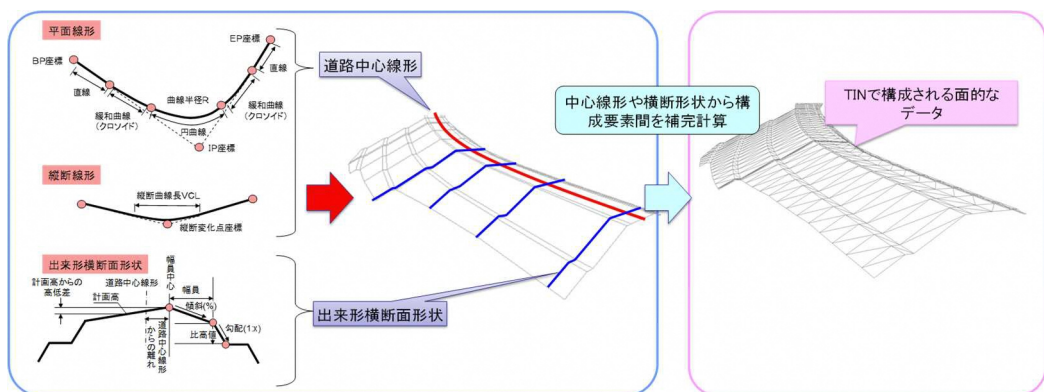 平面線形
BP座標
EP座標
直線
直線
曲線半径R
緩和曲線
(クロソイド)
緩和曲線
(クロソイド)
円曲線
IP座標
縦断線形
縦断曲線長VCL
縦断変化点座標
出来形横断面形状
計画高からの
高低差
道路中心線形
計画高
幅員中心
幅員
傾斜(%)
勾配(1:x)
比高値
道路中心線形
からの離れ
道路中心線形
出来形横断面形状
中心線形や横断形状から構
成要素間を補完計算
TINで構成される面的な
データ